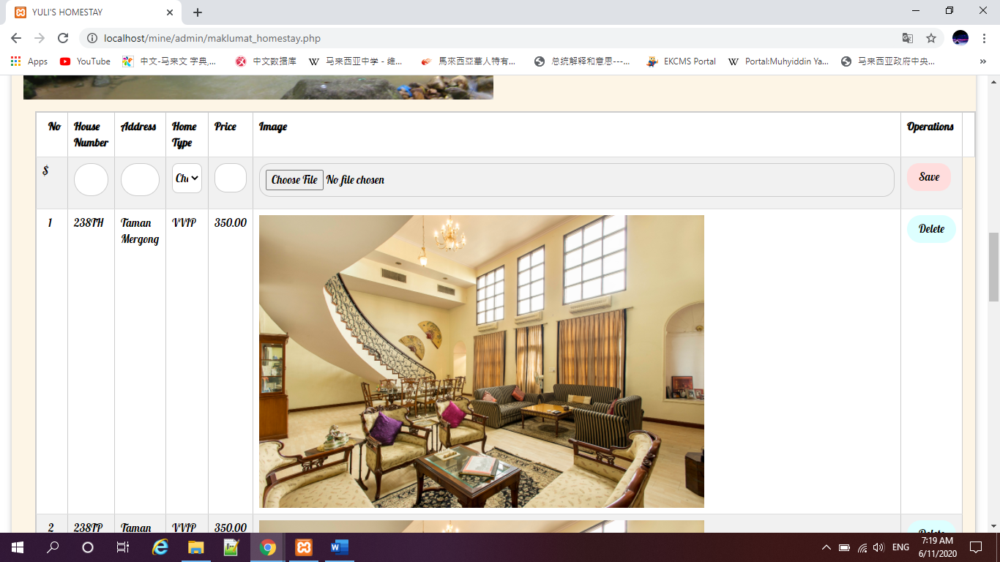 YULI'S HOMESTAY
localhost/mine/admin/maklumat_homestay.php
Apps YouTube 中文-马来文 字典,... 中文数据库 马来西亚中学 - 维... 馬來西亞華人特有... 总统解释和意思---... EKCMS Portal Portal:Muhyiddin Ya... 马来西亚政府中央... »
No House Number Address Home Type Price Image Operations
$ Choose File No file chosen Save
1 238TH Taman Mergong VVIP 350.00 Delete
2 238TP Taman VVIP 350.00 Delete
ENG 7:19 AM
6/11/2020